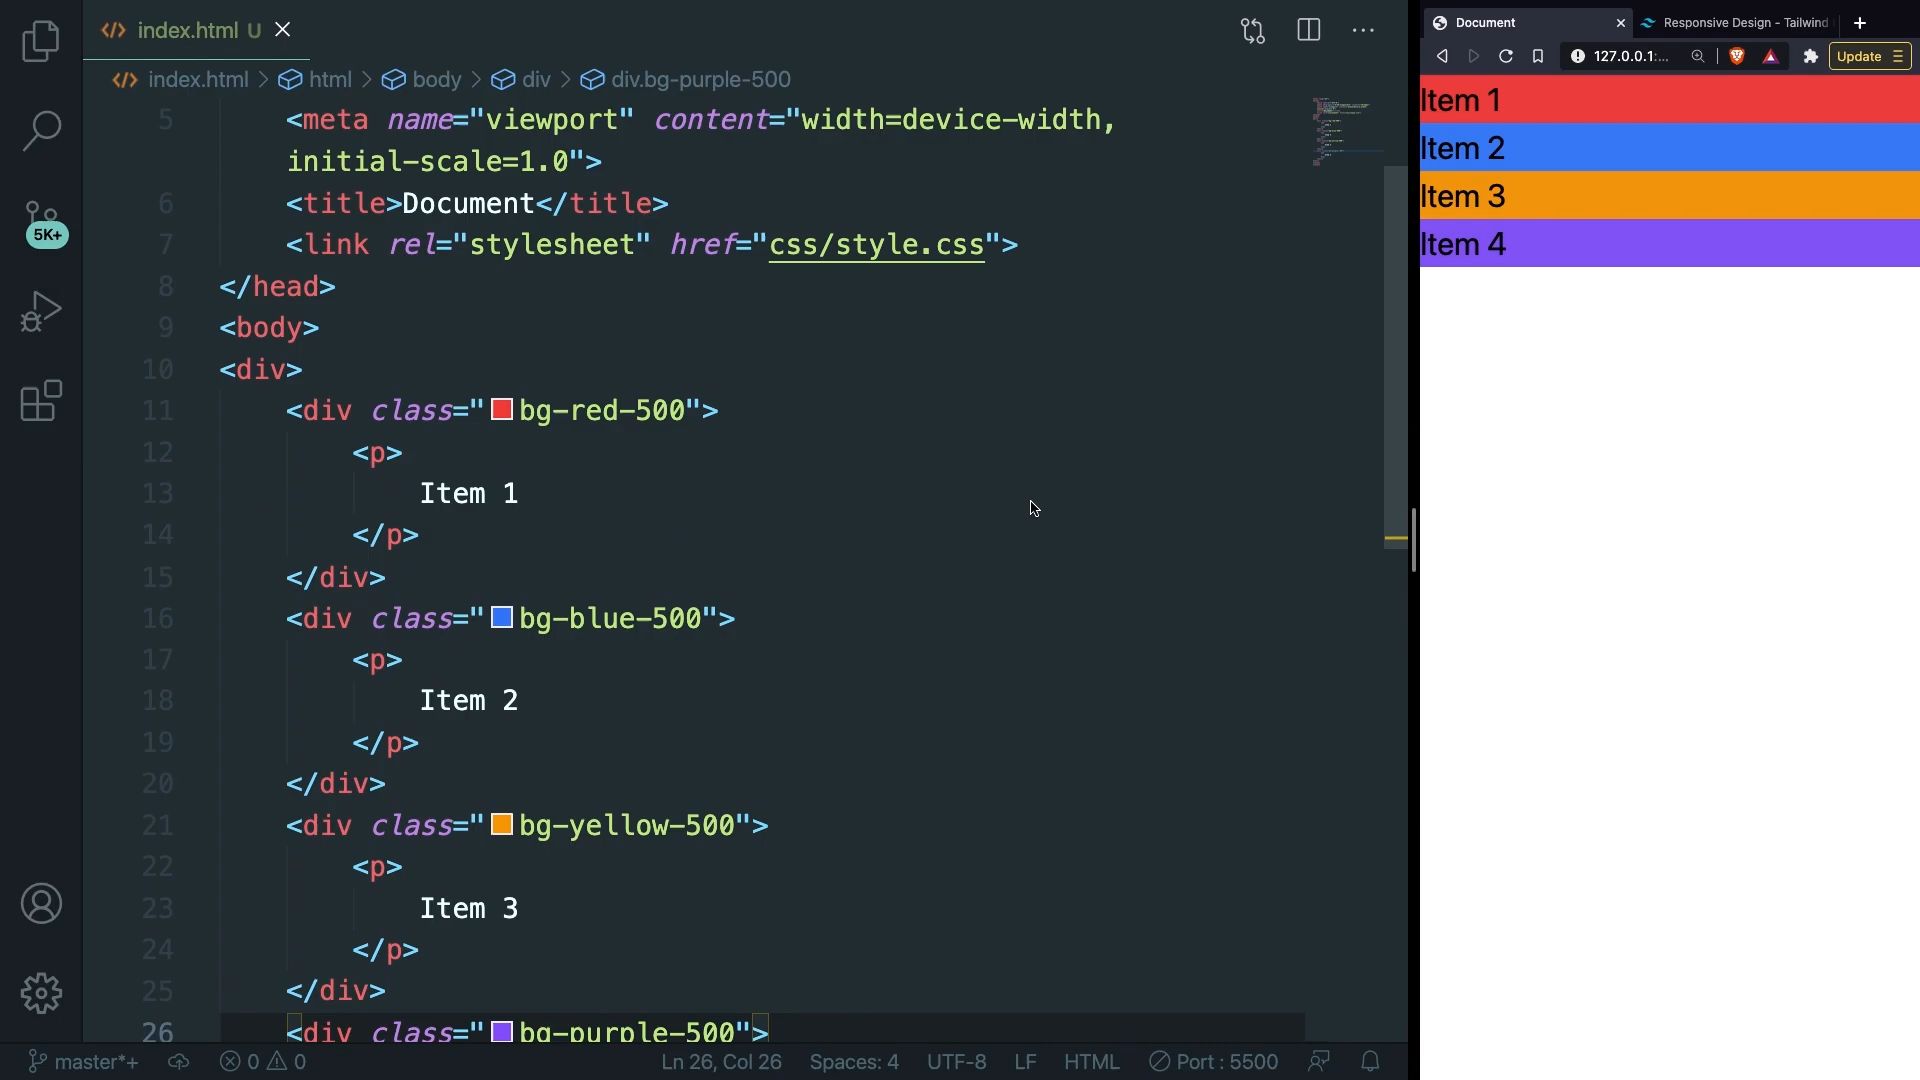 index.html U
Document
Responsive Design - Tailwind
127.0.0.1:...
Update
index.html > html > body > div > div.bg-purple-500
5 <meta name="viewport" content="width=device-width,
initial-scale=1.0">
6 <title>Document</title>
7 <link rel="stylesheet" href="css/style.css">
8 </head>
9 <body>
10 <div>
11 <div class="bg-red-500">
12 <p>
13 Item 1
14 </p>
15 </div>
16 <div class="bg-blue-500">
17 <p>
18 Item 2
19 </p>
20 </div>
21 <div class="bg-yellow-500">
22 <p>
23 Item 3
24 </p>
25 </div>
26 <div class="bg-purple-500">
5K+
Item 1
Item 2
Item 3
Item 4
master*+ 0 0 Ln 26, Col 26 Spaces: 4 UTF-8 LF HTML Port : 5500